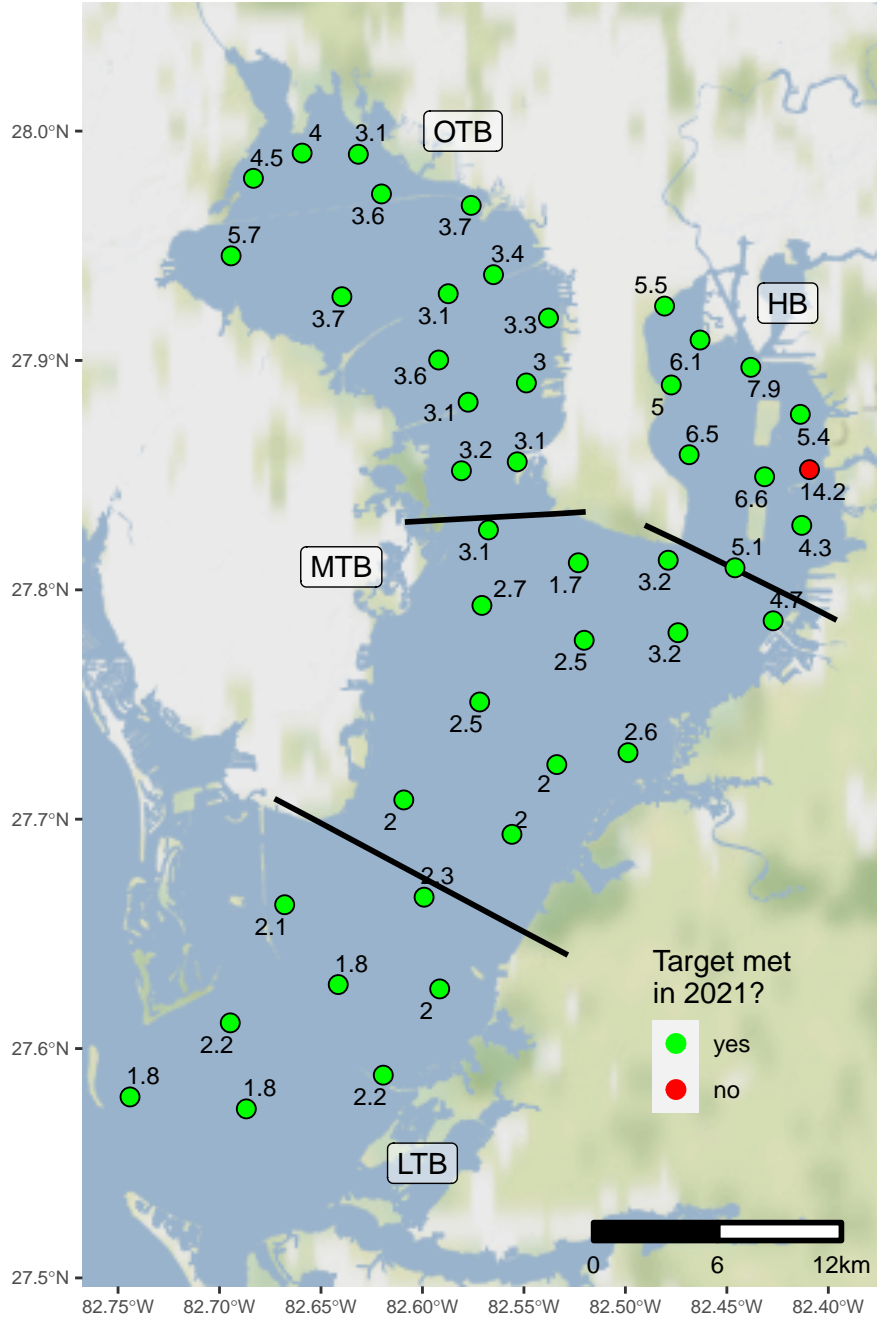 28.0°N
27.9°N
27.8°N
27.7°N
27.6°N
27.5°N
4
3.1
OTB
4.5
3.6
3.7
5.7
3.4
3.7
3.1
3.3
5.5
HB
3.6
3
6.1
7.9
3.1
5
5.4
3.2
3.1
6.5
6.6
14.2
4.3
3.1
MTB
1.7
3.2
5.1
2.7
4.7
2.5
3.2
2.5
2.6
2
2
2
2.3
2.1
1.8
2
2.2
1.8
1.8
2.2
LTB
Target met
in 2021?
yes
no
0 6 12km
82.75°W 82.70°W 82.65°W 82.60°W 82.55°W 82.50°W 82.45°W 82.40°W